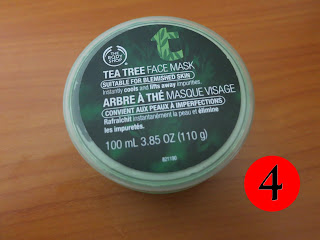 THE
BODY
SHOP
TEA TREE FACE MASK
SUITABLE FOR BLEMISHED SKIN
Instantly cools and lifts away impurities.
ARBRE À THÉ MASQUE VISAGE
CONVIENT AUX PEAUX À IMPERFECTIONS
Rafraîchit instantanément la peau et élimine
les impuretés.
100 mL 3.85 OZ (110 g)
4